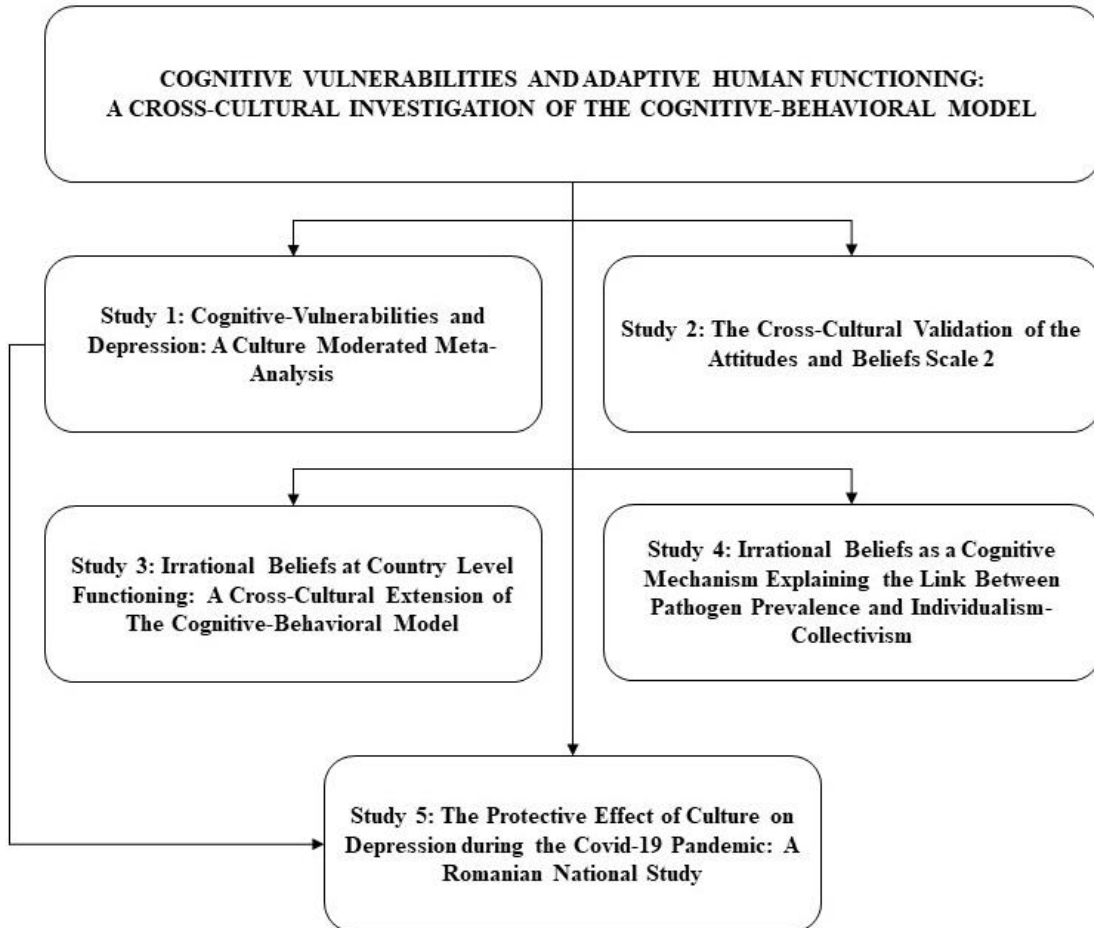 COGNITIVE VULNERABILITIES AND ADAPTIVE HUMAN FUNCTIONING:
A CROSS-CULTURAL INVESTIGATION OF THE COGNITIVE-BEHAVIORAL MODEL
Study 1: Cognitive-Vulnerabilities and
Depression: A Culture Moderated Meta-
Analysis
Study 2: The Cross-Cultural Validation of the
Attitudes and Beliefs Scale 2
Study 3: Irrational Beliefs at Country Level
Functioning: A Cross-Cultural Extension of
The Cognitive-Behavioral Model
Study 4: Irrational Beliefs as a Cognitive
Mechanism Explaining the Link Between
Pathogen Prevalence and Individualism-
Collectivism
Study 5: The Protective Effect of Culture on
Depression during the Covid-19 Pandemic: A
Romanian National Study